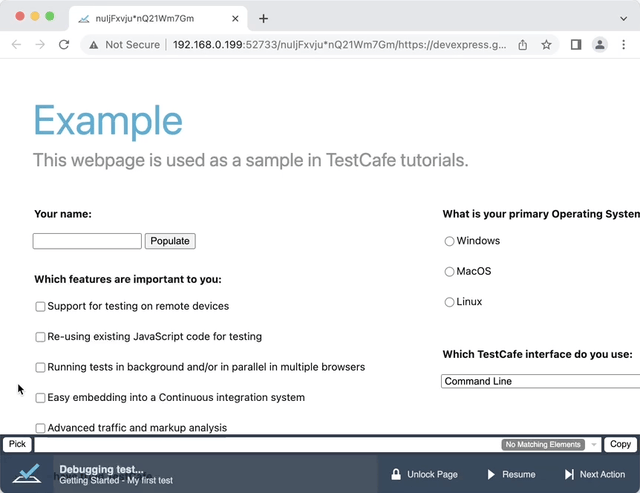 nuIjFxvju*nQ21Wm7Gm
Not Secure | 192.168.0.199:52733/nuIjFxvju*nQ21Wm7Gm/https://devexpress.g...
Example
This webpage is used as a sample in TestCafe tutorials.
Your name:
Populate
Which features are important to you:
Support for testing on remote devices
Re-using existing JavaScript code for testing
Running tests in background and/or in parallel in multiple browsers
Easy embedding into a Continuous integration system
Advanced traffic and markup analysis
What is your primary Operating System
Windows
MacOS
Linux
Which TestCafe interface do you use:
Command Line
Pick
No Matching Elements
Copy
Debugging test...
Getting Started - My first test
Unlock Page
Resume
Next Action